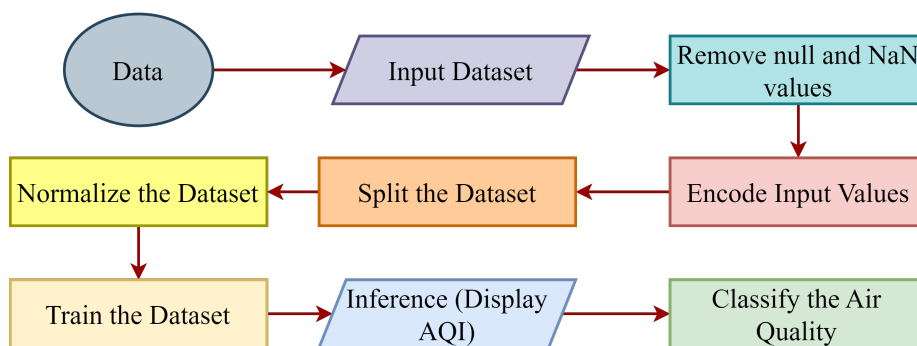 Data
Input Dataset
Remove null and NaN
values
Encode Input Values
Split the Dataset
Normalize the Dataset
Train the Dataset
Inference (Display
AQI)
Classify the Air
Quality